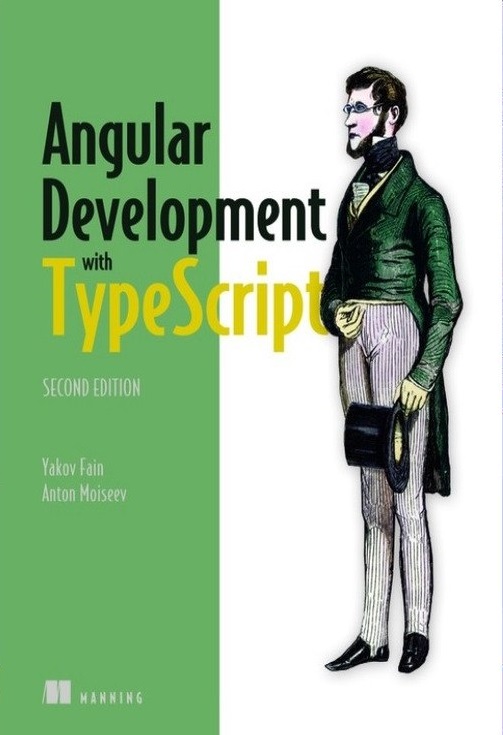 Angular
Development
with
TypeScript
SECOND EDITION
Yakov Fain
Anton Moiseev
MANNING